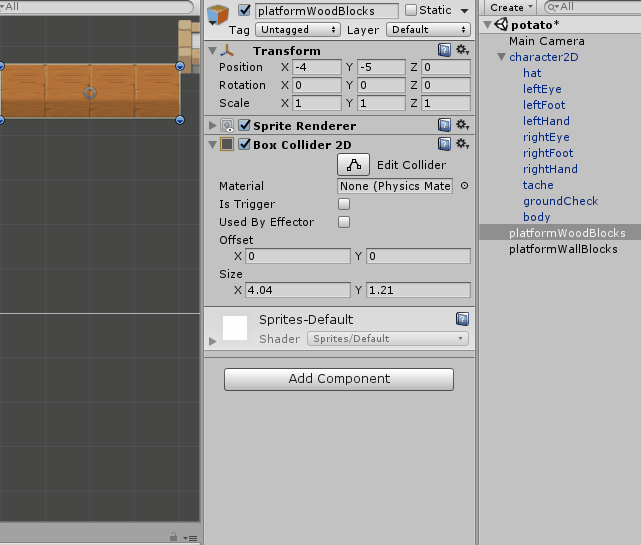 All
platformWoodBlocks Static
Tag Untagged Layer Default
Transform
Position X -4 Y -5 Z 0
Rotation X 0 Y 0 Z 0
Scale X 1 Y 1 Z 1
Sprite Renderer
Box Collider 2D
Edit Collider
Material None (Physics Mate
Is Trigger
Used By Effector
Offset
X 0 Y 0
Size
X 4.04 Y 1.21
Sprites-Default
Shader Sprites/Default
Add Component
Create All
potato*
Main Camera
character2D
hat
leftEye
leftFoot
leftHand
rightEye
rightFoot
rightHand
tache
groundCheck
body
platformWoodBlocks
platformWallBlocks